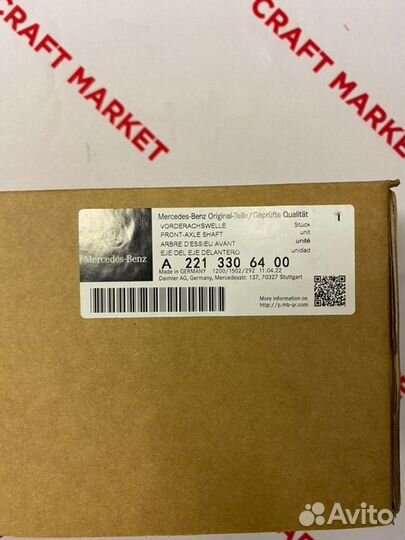 CRAFT MARKET
CRAFT MARKET
Mercedes-Benz Original-Teile/Geprüfte Qualität 1
VORDERACHSWELLE Stück
FRONT-AXLE SHAFT unit
ARBRE D'ESSIEU AVANT unité
EJE DEL EJE DELANTERO unidad
Mercedes-Benz
A 221 330 64 00
Made in GERMANY 1200/1502/292 11.04.22
Daimler AG, Germany, Mercedesstr. 137, 70327 Stuttgart
More information on
http://p.mb-qr.com
Avito